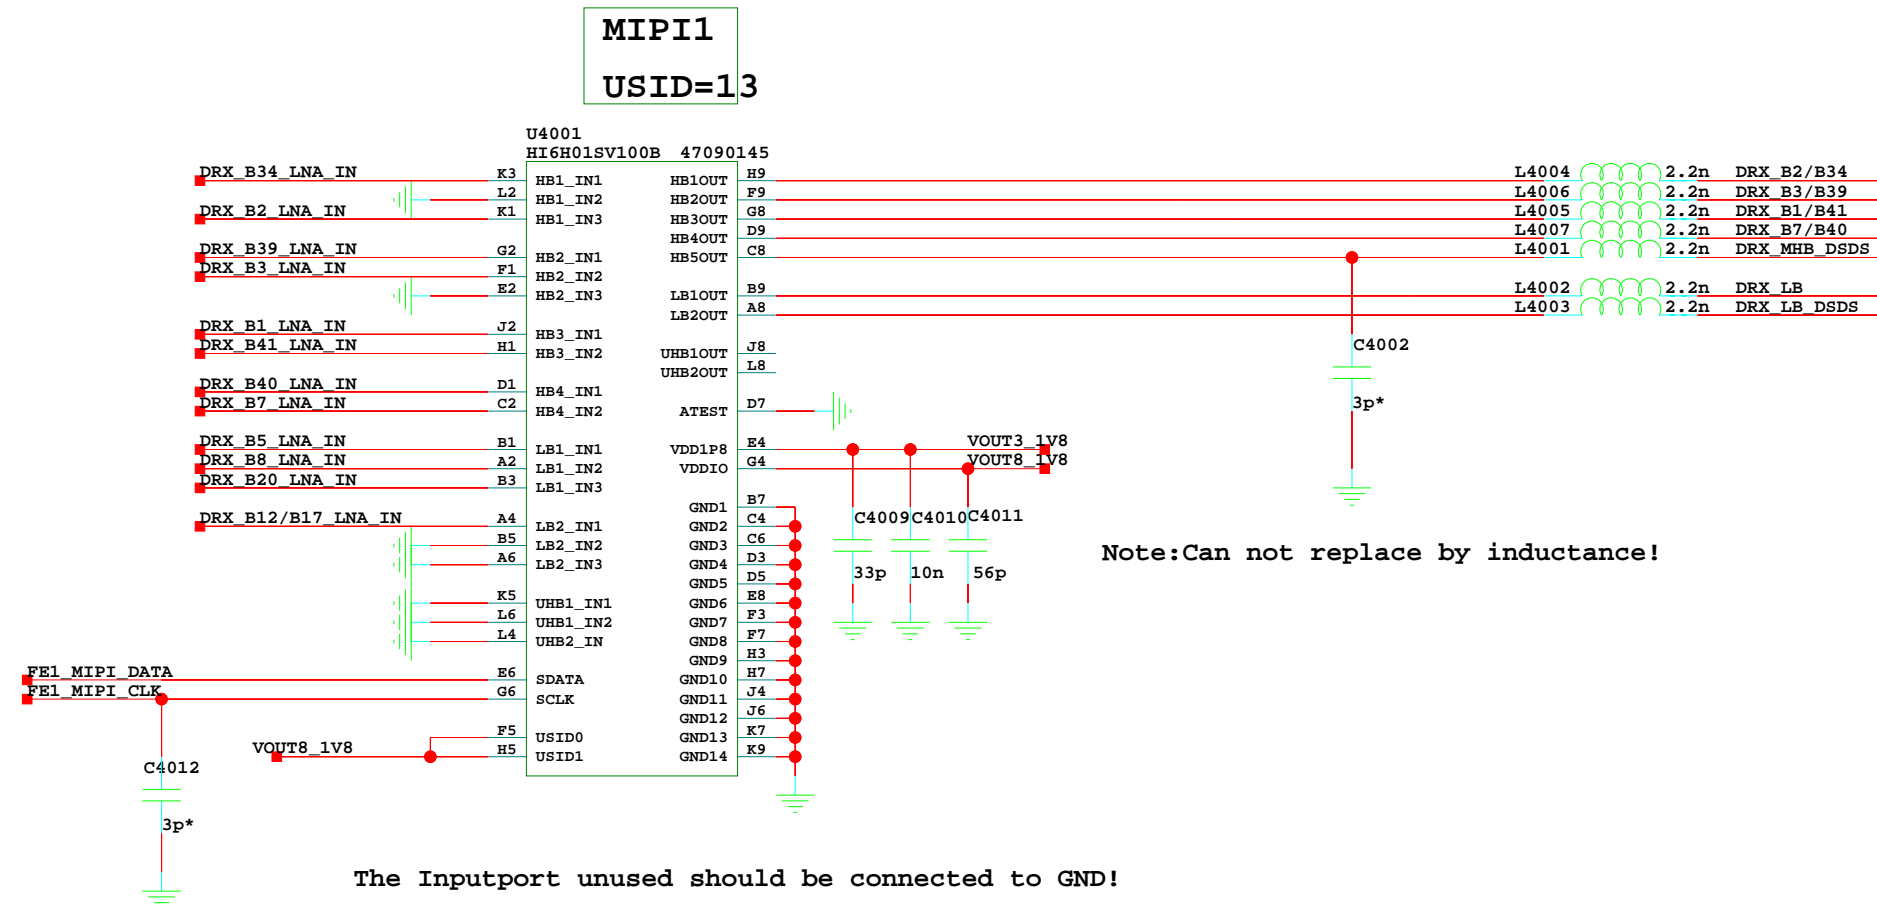 MIPI1
USID=13
U4001
HI6H01SV100B 47090145
DRX_B34_LNA_IN K3 HB1_IN1 HB1OUT H9 L4004 2.2n DRX_B2/B34
L2 HB1_IN2 HB2OUT F9 L4006 2.2n DRX_B3/B39
DRX_B2_LNA_IN K1 HB1_IN3 HB3OUT G8 L4005 2.2n DRX_B1/B41
HB4OUT D9 L4007 2.2n DRX_B7/B40
DRX_B39_LNA_IN G2 HB2_IN1 HB5OUT C8 L4001 2.2n DRX_MHB_DSDS
DRX_B3_LNA_IN F1 HB2_IN2
E2 HB2_IN3 LB1OUT B9 L4002 2.2n DRX_LB
LB2OUT A8 L4003 2.2n DRX_LB_DSDS
DRX_B1_LNA_IN J2 HB3_IN1
DRX_B41_LNA_IN H1 HB3_IN2 UHB1OUT J8 C4002
UHB2OUT L8
DRX_B40_LNA_IN D1 HB4_IN1
DRX_B7_LNA_IN C2 HB4_IN2 ATEST D7 3p*
DRX_B5_LNA_IN B1 LB1_IN1 VDD1P8 E4 VOUT3_1V8
DRX_B8_LNA_IN A2 LB1_IN2 VDDIO G4 VOUT8_1V8
DRX_B20_LNA_IN B3 LB1_IN3
GND1 B7
DRX_B12/B17_LNA_IN A4 LB2_IN1 GND2 C4 C4009 C4010 C4011
B5 LB2_IN2 GND3 C6
Note:Can not replace by inductance!
A6 LB2_IN3 GND4 D3
GND5 D5 33p 10n 56p
K5 UHB1_IN1 GND6 E8
L6 UHB1_IN2 GND7 F3
L4 UHB2_IN GND8 F7
GND9 H3
FE1_MIPI_DATA E6 SDATA GND10 H7
FE1_MIPI_CLK G6 SCLK GND11 J4
GND12 J6
F5 USID0 GND13 K7
VOUT8_1V8 H5 USID1 GND14 K9
C4012
3p*
The Inputport unused should be connected to GND!